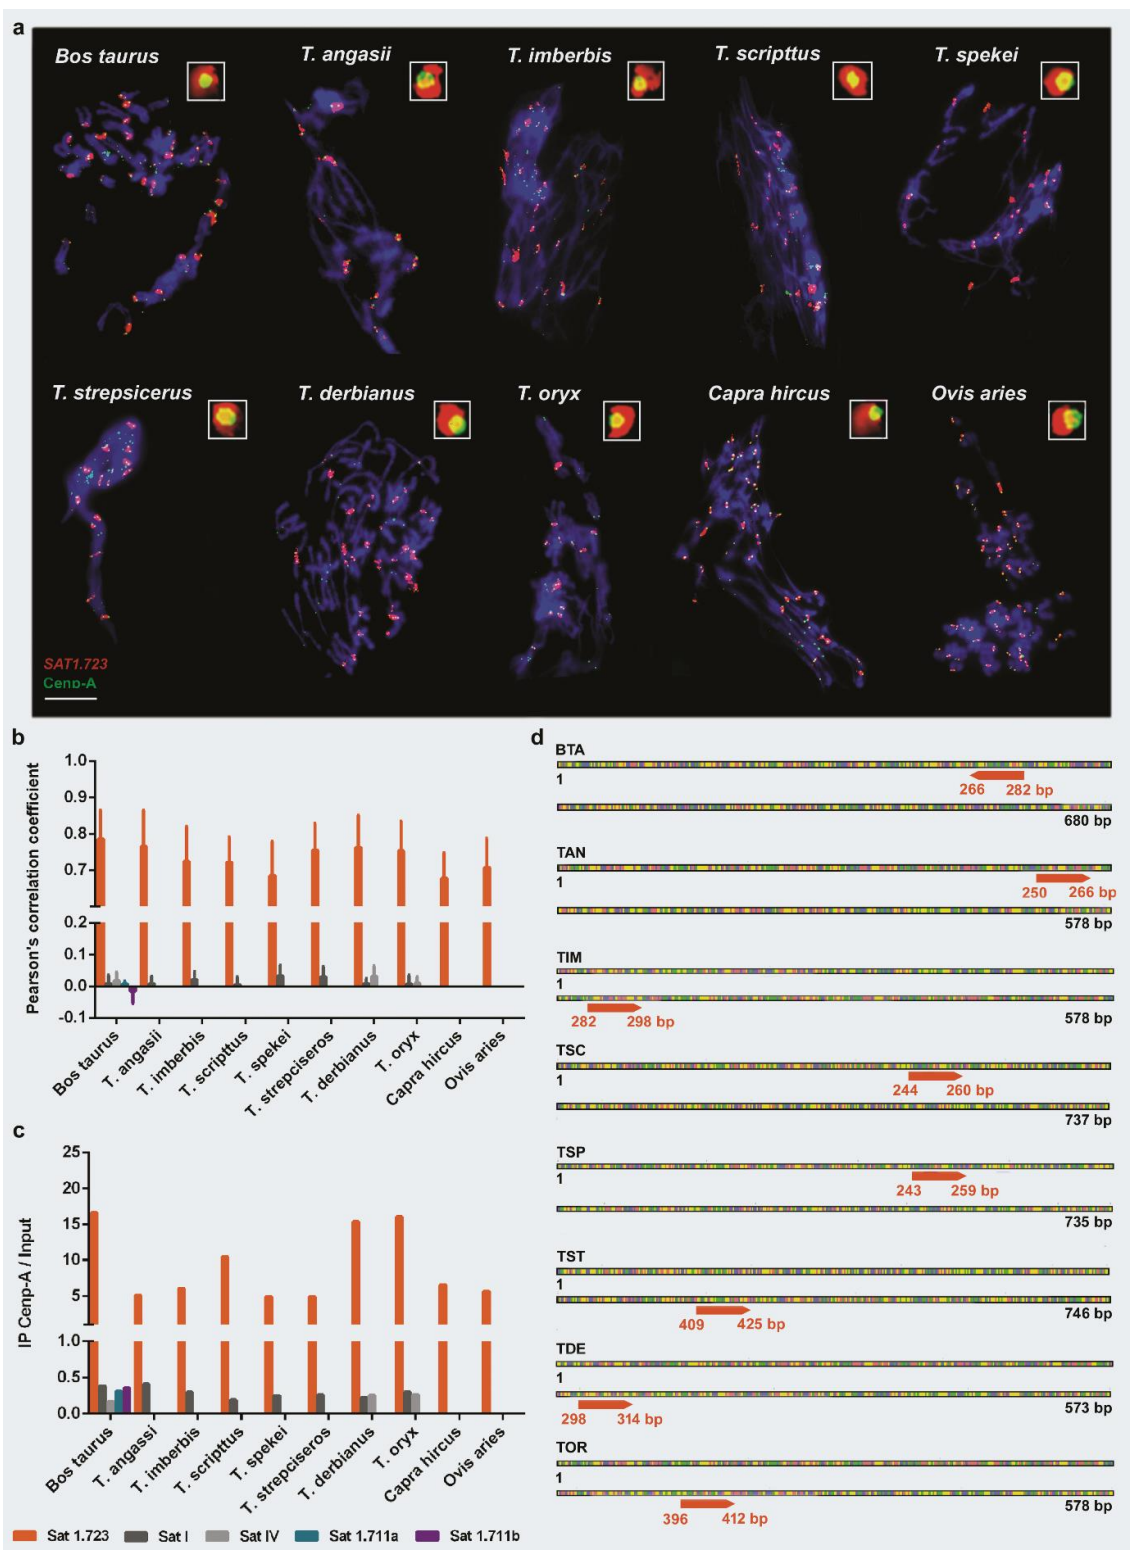 a
Bos taurus
T. angasii
T. imberbis
T. scripttus
T. spekei
T. strepsicerus
T. derbianus
T. oryx
Capra hircus
Ovis aries
SAT1.723
Cenp-A
b
Pearson's correlation coefficient
1.0
0.9
0.8
0.7
0.2
0.1
0.0
-0.1
Bos taurus
T. angasii
T. imberbis
T. scripttus
T. spekei
T. strepciseros
T. derbianus
T. oryx
Capra hircus
Ovis aries
c
IP Cenp-A / Input
25
20
15
10
5
1.0
0.5
0.0
Bos taurus
T. angassi
T. imberbis
T. scripttus
T. spekei
T. strepciseros
T. derbianus
T. oryx
Capra hircus
Ovis aries
Sat 1.723 Sat I Sat IV Sat 1.711a Sat 1.711b
d
BTA
1
266 282 bp
680 bp
TAN
1
250 266 bp
578 bp
TIM
1
282 298 bp
578 bp
TSC
1
244 260 bp
737 bp
TSP
1
243 259 bp
735 bp
TST
1
409 425 bp
746 bp
TDE
1
298 314 bp
573 bp
TOR
1
396 412 bp
578 bp